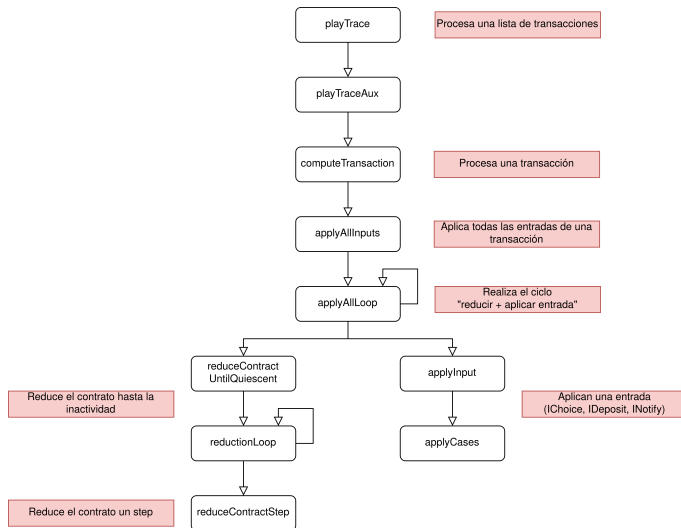 playTrace
Procesa una lista de transacciones
playTraceAux
computeTransaction
Procesa una transacción
applyAllInputs
Aplica todas las entradas de una
transacción
applyAllLoop
Realiza el ciclo
"reducir + aplicar entrada"
reduceContract
UntilQuiescent
applyInput
Reduce el contrato hasta la
inactividad
Aplican una entrada
(IChoice, IDeposit, INotify)
reductionLoop
applyCases
Reduce el contrato un step
reduceContractStep